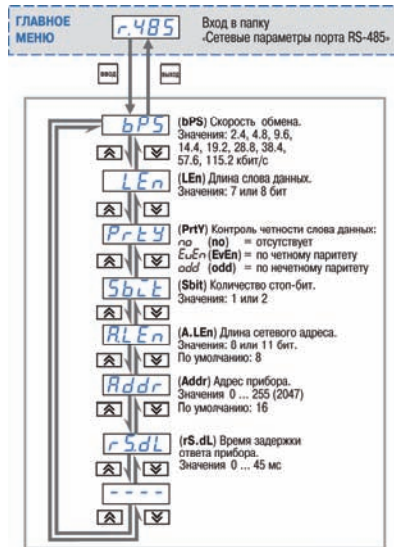 ГЛАВНОЕ МЕНЮ
r.485
Вход в папку
«Сетевые параметры порта RS-485»
ввод
выход
bPS
(bPS) Скорость обмена.
Значения: 2.4, 4.8, 9.6,
14.4, 19.2, 28.8, 38.4,
57.6, 115.2 кбит/с
LEn
(LEn) Длина слова данных.
Значения: 7 или 8 бит
PrtY
(PrtY) Контроль четности слова данных:
no (no) = отсутствует
EvEn (EvEn) = по четному паритету
odd (odd) = по нечетному паритету
Sbit
(Sbit) Количество стоп-бит.
Значения: 1 или 2
A.LEn
(A.LEn) Длина сетевого адреса.
Значения: 8 или 11 бит.
По умолчанию: 8
Addr
(Addr) Адрес прибора.
Значения 0 ... 255 (2047)
По умолчанию: 16
rS.dL
(rS.dL) Время задержки
ответа прибора.
Значения 0 ... 45 мс
- - - -